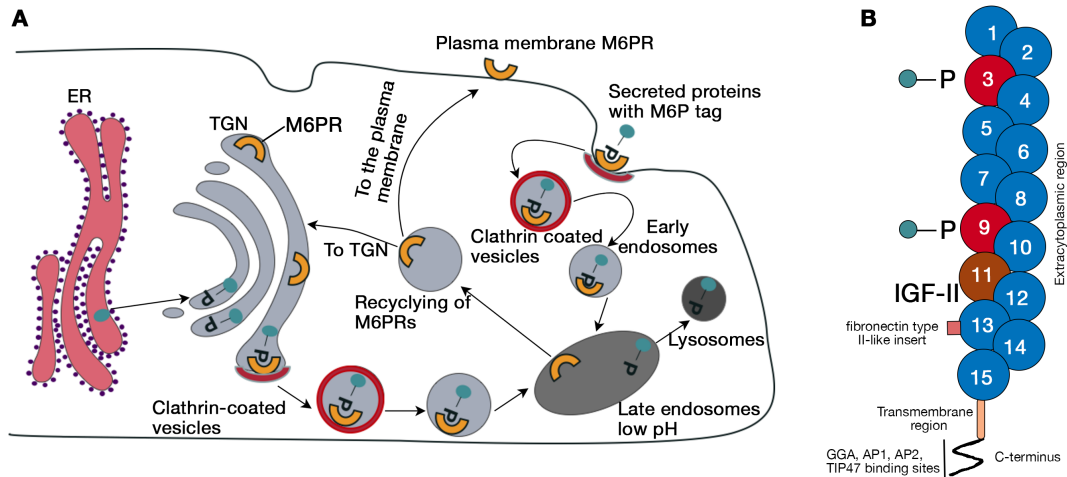 A
Plasma membrane M6PR
ER
TGN
M6PR
To the plasma
membrane
Secreted proteins
with M6P tag
P
P
Clathrin coated
vesicles
Early
endosomes
To TGN
Recyclying of
M6PRs
P
P
P
P
Lysosomes
P
P
P
P
Clathrin-coated
vesicles
Late endosomes
low pH
B
1
2
P
3
4
5
6
7
8
P
9
10
IGF-II
11
12
fibronectin type
II-like insert
13
14
15
Extracytoplasmic region
Transmembrane
region
GGA, AP1, AP2,
TIP47 binding sites
C-terminus